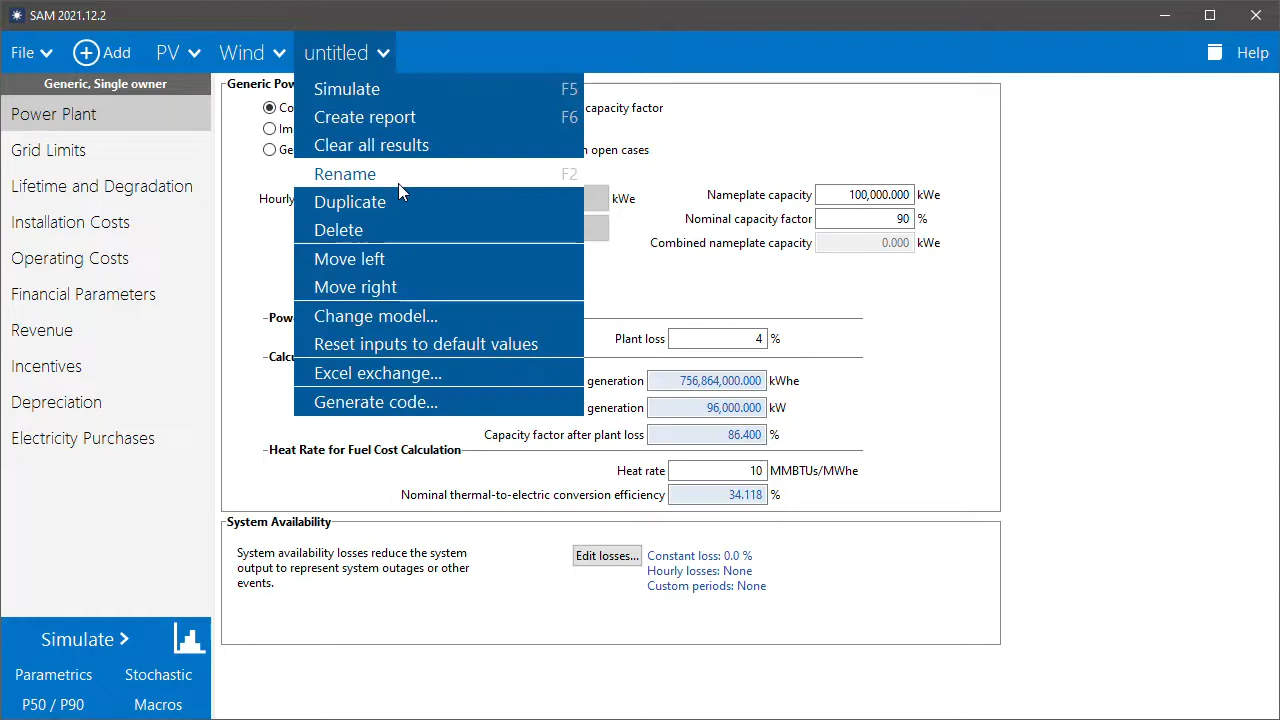 SAM 2021.12.2
File
Add
PV
Wind
untitled
Help
Generic, Single owner
Power Plant
Grid Limits
Lifetime and Degradation
Installation Costs
Operating Costs
Financial Parameters
Revenue
Incentives
Depreciation
Electricity Purchases
Simulate >
Parametrics
Stochastic
P50 / P90
Macros
Simulate F5
Create report F6
Clear all results
Rename F2
Duplicate
Delete
Move left
Move right
Change model...
Reset inputs to default values
Excel exchange...
Generate code...
Generic Pow
Co capacity factor
Im
Ge n open cases
Hourly kWe
Nameplate capacity 100,000.000 kWe
Nominal capacity factor 90 %
Combined nameplate capacity 0.000 kWe
Pow
Plant loss 4 %
Calcu
generation 756,864,000.000 kWhe
generation 96,000.000 kW
Capacity factor after plant loss 86.400 %
Heat Rate for Fuel Cost Calculation
Heat rate 10 MMBTUs/MWhe
Nominal thermal-to-electric conversion efficiency 34.118 %
System Availability
System availability losses reduce the system
output to represent system outages or other
events.
Edit losses...
Constant loss: 0.0 %
Hourly losses: None
Custom periods: None